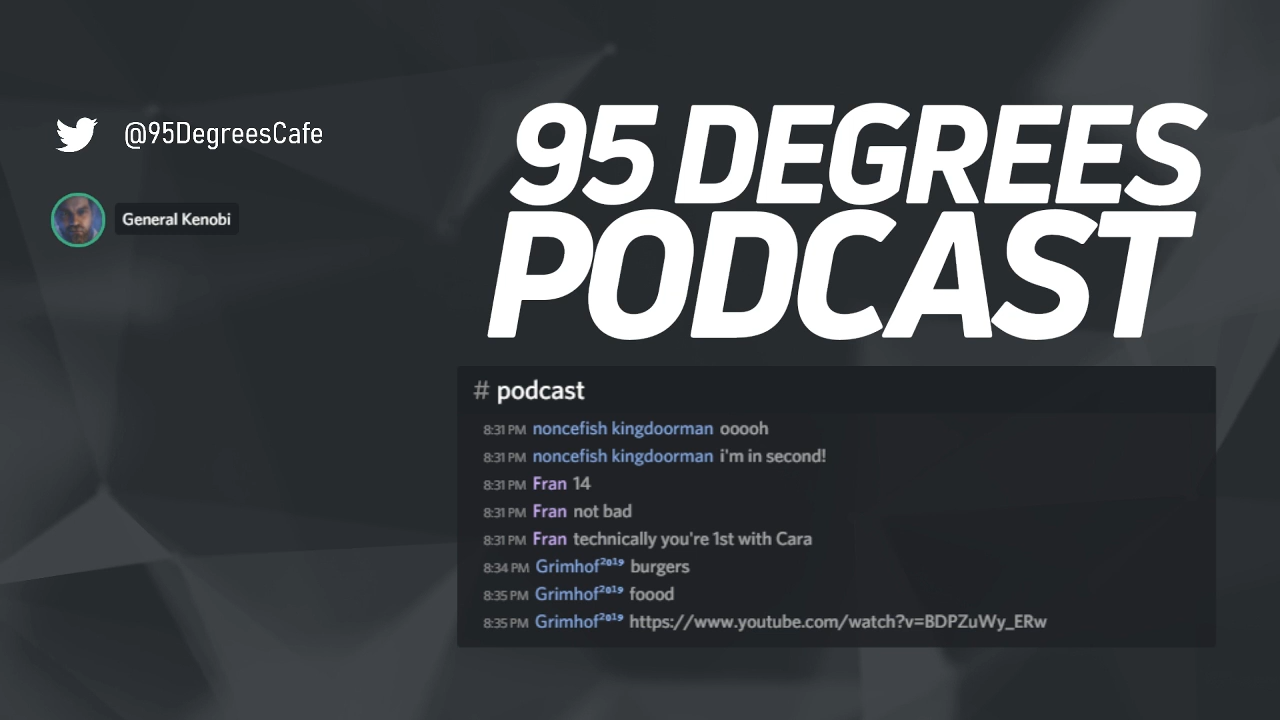 @95DegreesCafe
General Kenobi
95 DEGREES
PODCAST
# podcast
8:31 PM noncefish kingdoorman ooooh
8:31 PM noncefish kingdoorman i'm in second!
8:31 PM Fran 14
8:31 PM Fran not bad
8:31 PM Fran technically you're 1st with Cara
8:34 PM Grimhof²⁰¹⁹ burgers
8:35 PM Grimhof²⁰¹⁹ foood
8:35 PM Grimhof²⁰¹⁹ https://www.youtube.com/watch?v=BDPZuWy_ERw